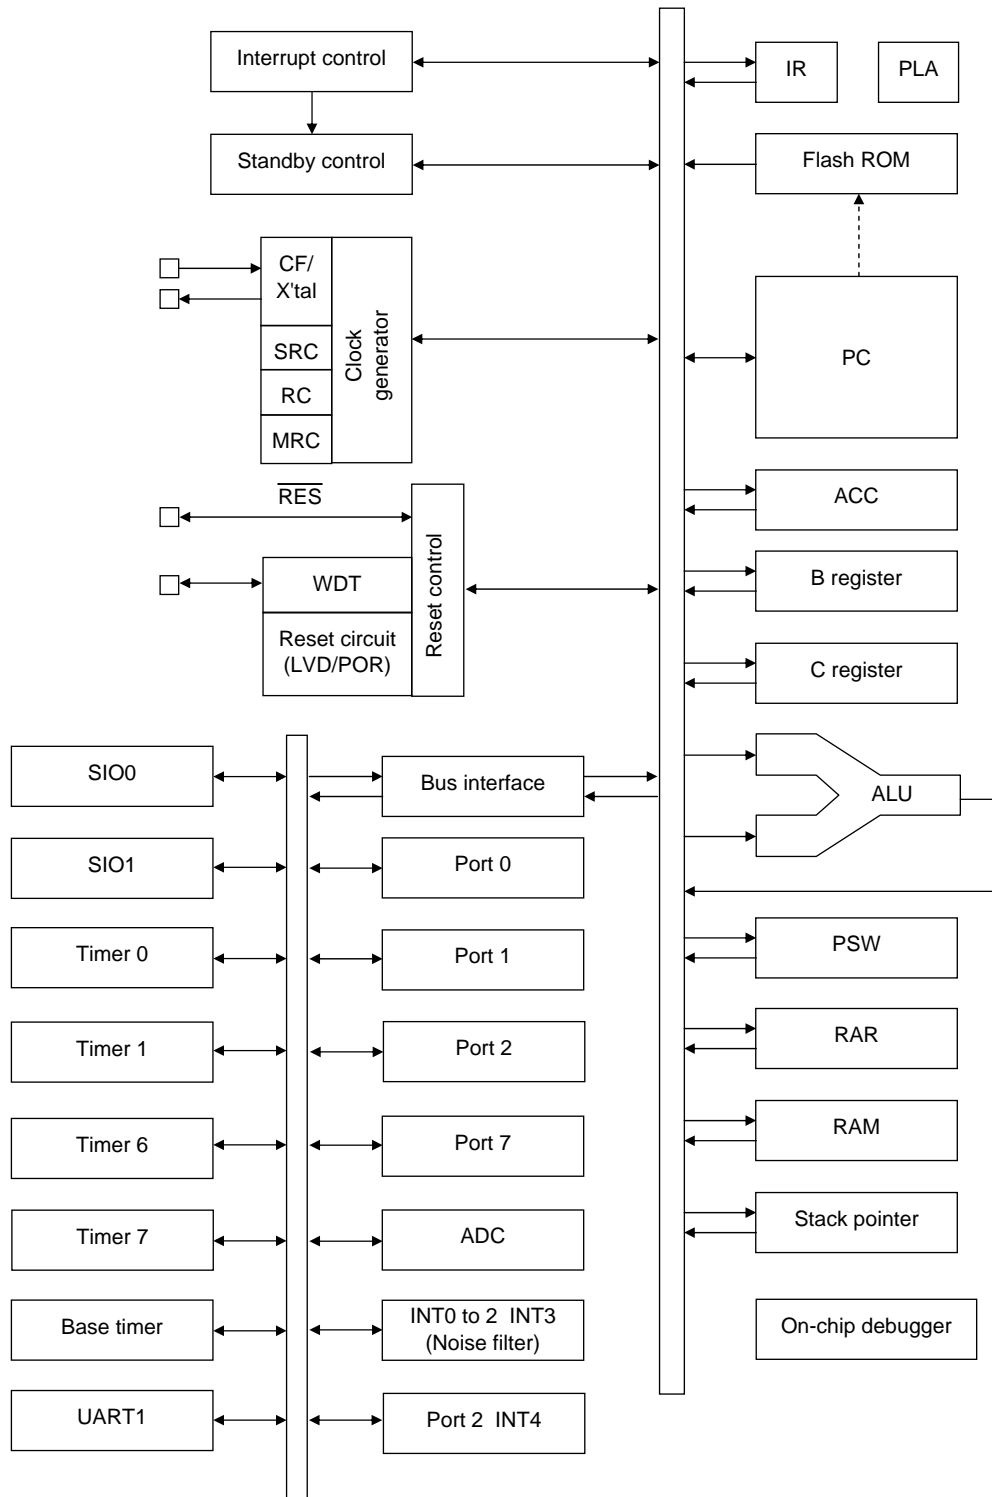 Interrupt control
IR
PLA
Standby control
Flash ROM
CF/
X'tal
SRC
RC
MRC
Clock
generator
PC
RES
WDT
Reset circuit
(LVD/POR)
Reset control
ACC
B register
C register
SIO0
Bus interface
ALU
SIO1
Port 0
Timer 0
Port 1
PSW
Timer 1
Port 2
RAR
Timer 6
Port 7
RAM
Timer 7
ADC
Stack pointer
Base timer
INT0 to 2 INT3
(Noise filter)
On-chip debugger
UART1
Port 2 INT4